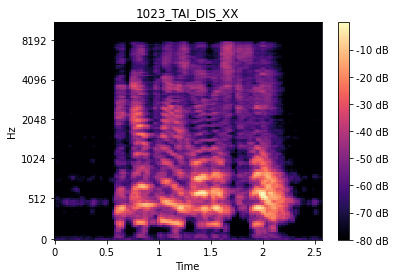 1023_TAI_DIS_XX
8192
4096
2048
1024
512
0
Hz
0 0.5 1 1.5 2 2.5
Time
-10 dB
-20 dB
-30 dB
-40 dB
-50 dB
-60 dB
-70 dB
-80 dB